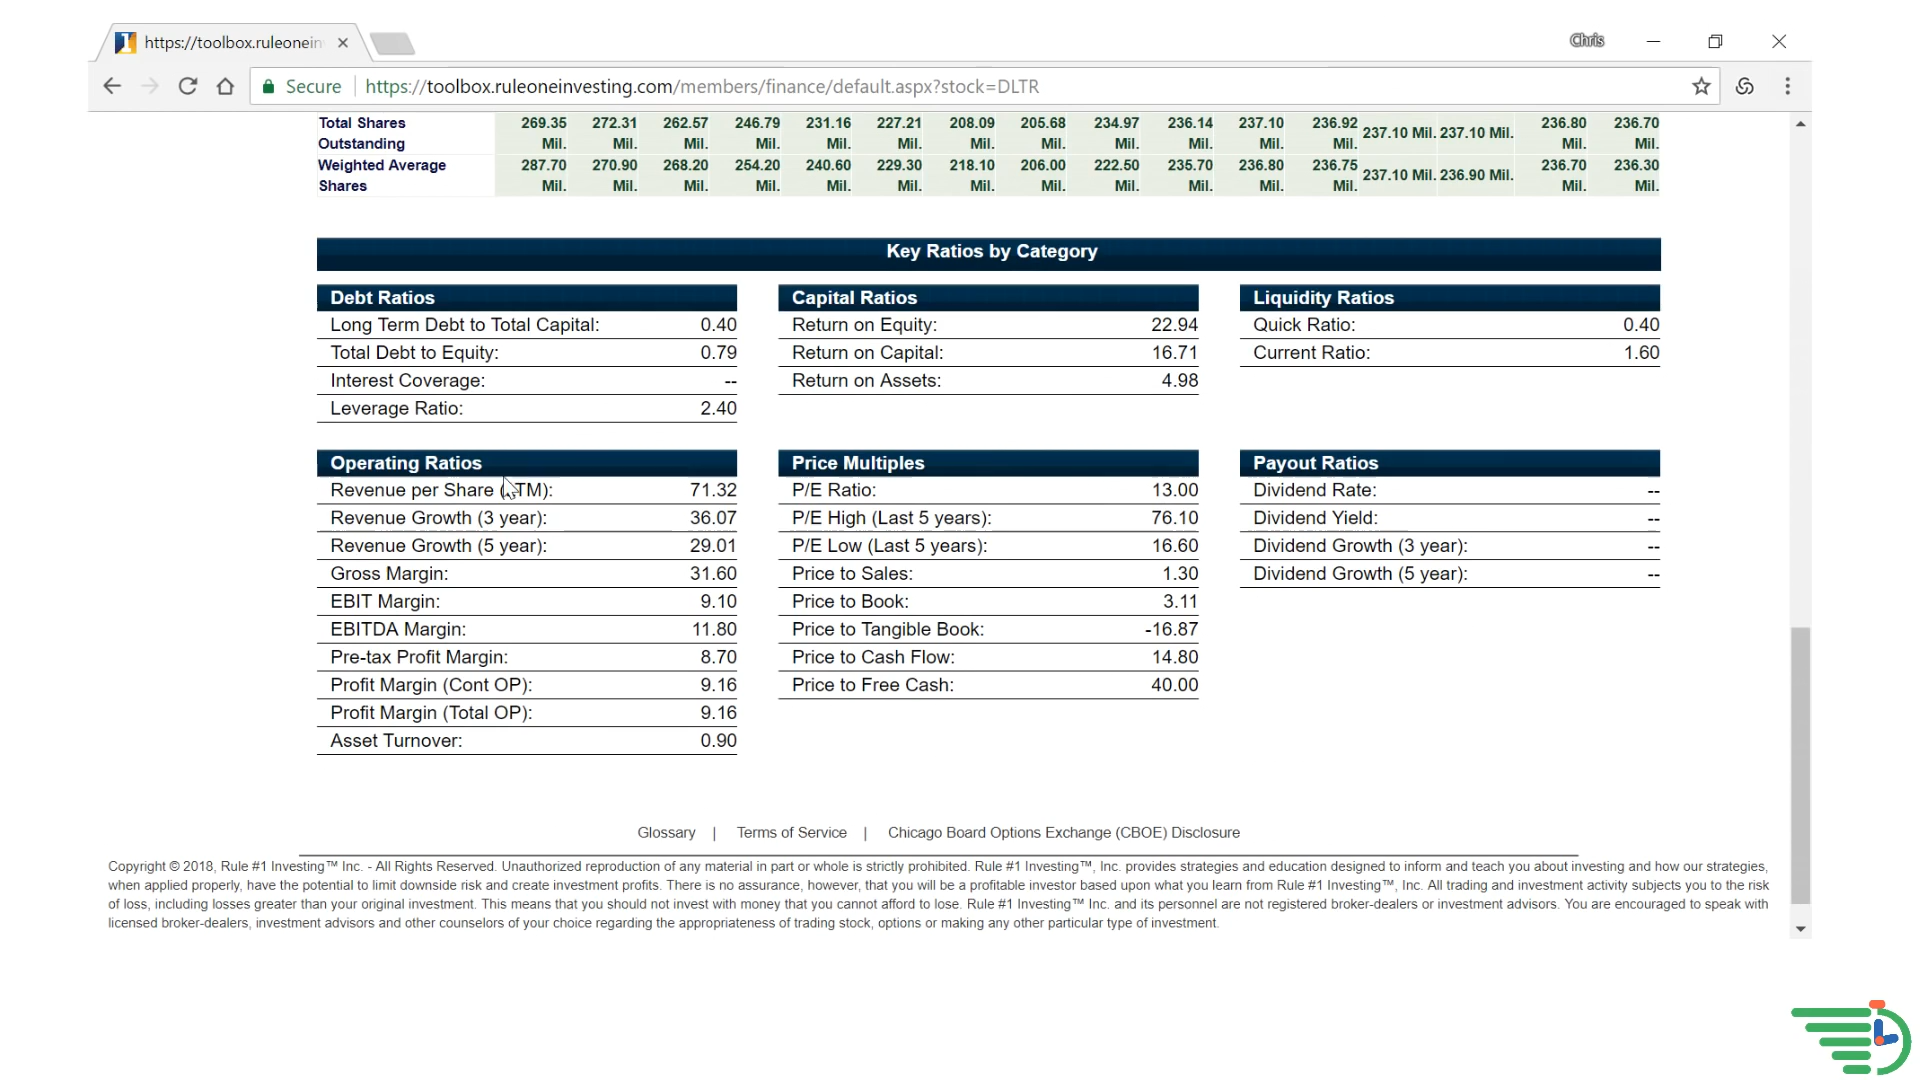 https://toolbox.ruleonein
Chris
Secure
https://toolbox.ruleoneinvesting.com/members/finance/default.aspx?stock=DLTR
Total Shares Outstanding 269.35 Mil. 272.31 Mil. 262.57 Mil. 246.79 Mil. 231.16 Mil. 227.21 Mil. 208.09 Mil. 205.68 Mil. 234.97 Mil. 236.14 Mil. 237.10 Mil. 236.92 Mil. 237.10 Mil. 237.10 Mil. 236.80 Mil. 236.70 Mil.
Weighted Average Shares 287.70 Mil. 270.90 Mil. 268.20 Mil. 254.20 Mil. 240.60 Mil. 229.30 Mil. 218.10 Mil. 206.00 Mil. 222.50 Mil. 235.70 Mil. 236.80 Mil. 236.75 Mil. 237.10 Mil. 236.90 Mil. 236.70 Mil. 236.30 Mil.
Key Ratios by Category
Debt Ratios
Long Term Debt to Total Capital: 0.40
Total Debt to Equity: 0.79
Interest Coverage: --
Leverage Ratio: 2.40
Capital Ratios
Return on Equity: 22.94
Return on Capital: 16.71
Return on Assets: 4.98
Liquidity Ratios
Quick Ratio: 0.40
Current Ratio: 1.60
Operating Ratios
Revenue per Share ( TM): 71.32
Revenue Growth (3 year): 36.07
Revenue Growth (5 year): 29.01
Gross Margin: 31.60
EBIT Margin: 9.10
EBITDA Margin: 11.80
Pre-tax Profit Margin: 8.70
Profit Margin (Cont OP): 9.16
Profit Margin (Total OP): 9.16
Asset Turnover: 0.90
Price Multiples
P/E Ratio: 13.00
P/E High (Last 5 years): 76.10
P/E Low (Last 5 years): 16.60
Price to Sales: 1.30
Price to Book: 3.11
Price to Tangible Book: -16.87
Price to Cash Flow: 14.80
Price to Free Cash: 40.00
Payout Ratios
Dividend Rate: --
Dividend Yield: --
Dividend Growth (3 year): --
Dividend Growth (5 year): --
Glossary | Terms of Service | Chicago Board Options Exchange (CBOE) Disclosure
Copyright © 2018, Rule #1 Investing™ Inc. - All Rights Reserved. Unauthorized reproduction of any material in part or whole is strictly prohibited. Rule #1 Investing™, Inc. provides strategies and education designed to inform and teach you about investing and how our strategies,
when applied properly, have the potential to limit downside risk and create investment profits. There is no assurance, however, that you will be a profitable investor based upon what you learn from Rule #1 Investing™, Inc. All trading and investment activity subjects you to the risk
of loss, including losses greater than your original investment. This means that you should not invest with money that you cannot afford to lose. Rule #1 Investing™ Inc. and its personnel are not registered broker-dealers or investment advisors. You are encouraged to speak with
licensed broker-dealers, investment advisors and other counselors of your choice regarding the appropriateness of trading stock, options or making any other particular type of investment.